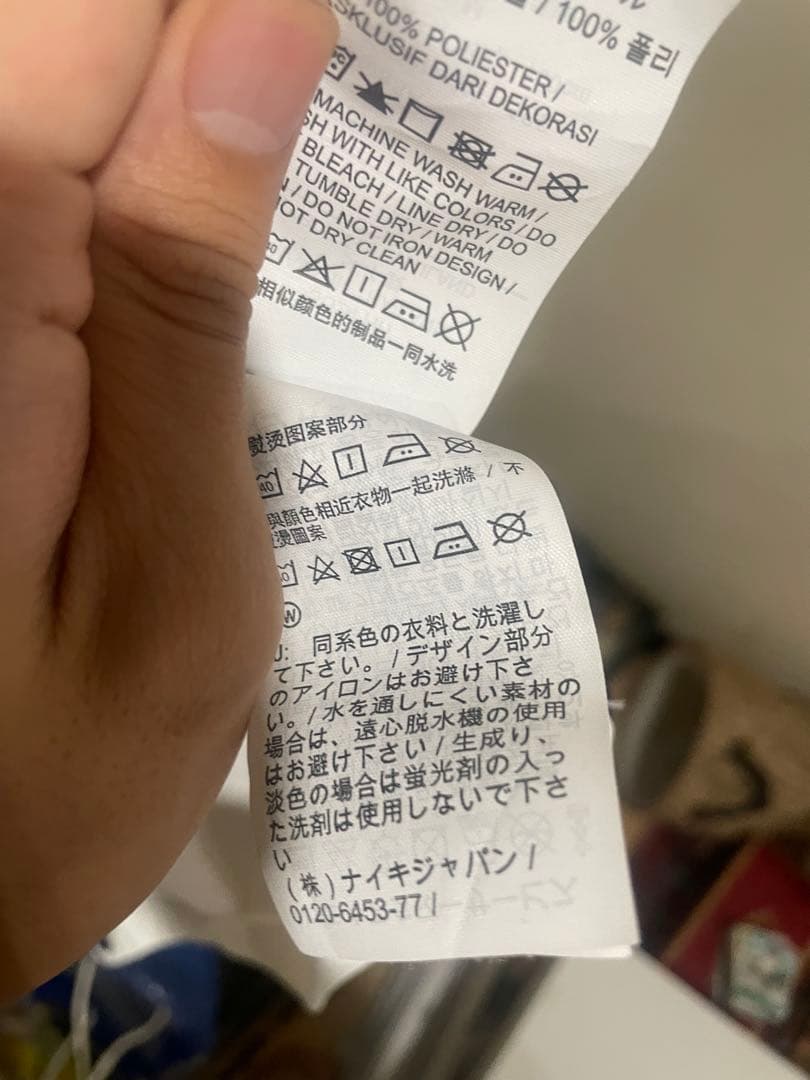 / 100% 폴리
100% POLIESTER /
EKSKLUSIF DARI DEKORASI
MACHINE WASH WARM /
WITH LIKE COLORS / DO
BLEACH / LINE DRY / DO
TUMBLE DRY / WARM
/ DO NOT IRON DESIGN /
NOT DRY CLEAN
40
相似颜色的制品一同水洗
熨烫图案部分
40
與顏色相近衣物一起洗滌 / 不
燙圖案
W
同系色の衣料と洗濯し
て下さい。 / デザイン部分
のアイロンはお避け下さ
い。/ 水を通しにくい素材の
場合は、遠心脱水機の使用
はお避け下さい / 生成り、
淡色の場合は蛍光剤の入っ
た洗剤は使用しないで下さ
い
(株) ナイキジャパン /
0120-6453-77 /